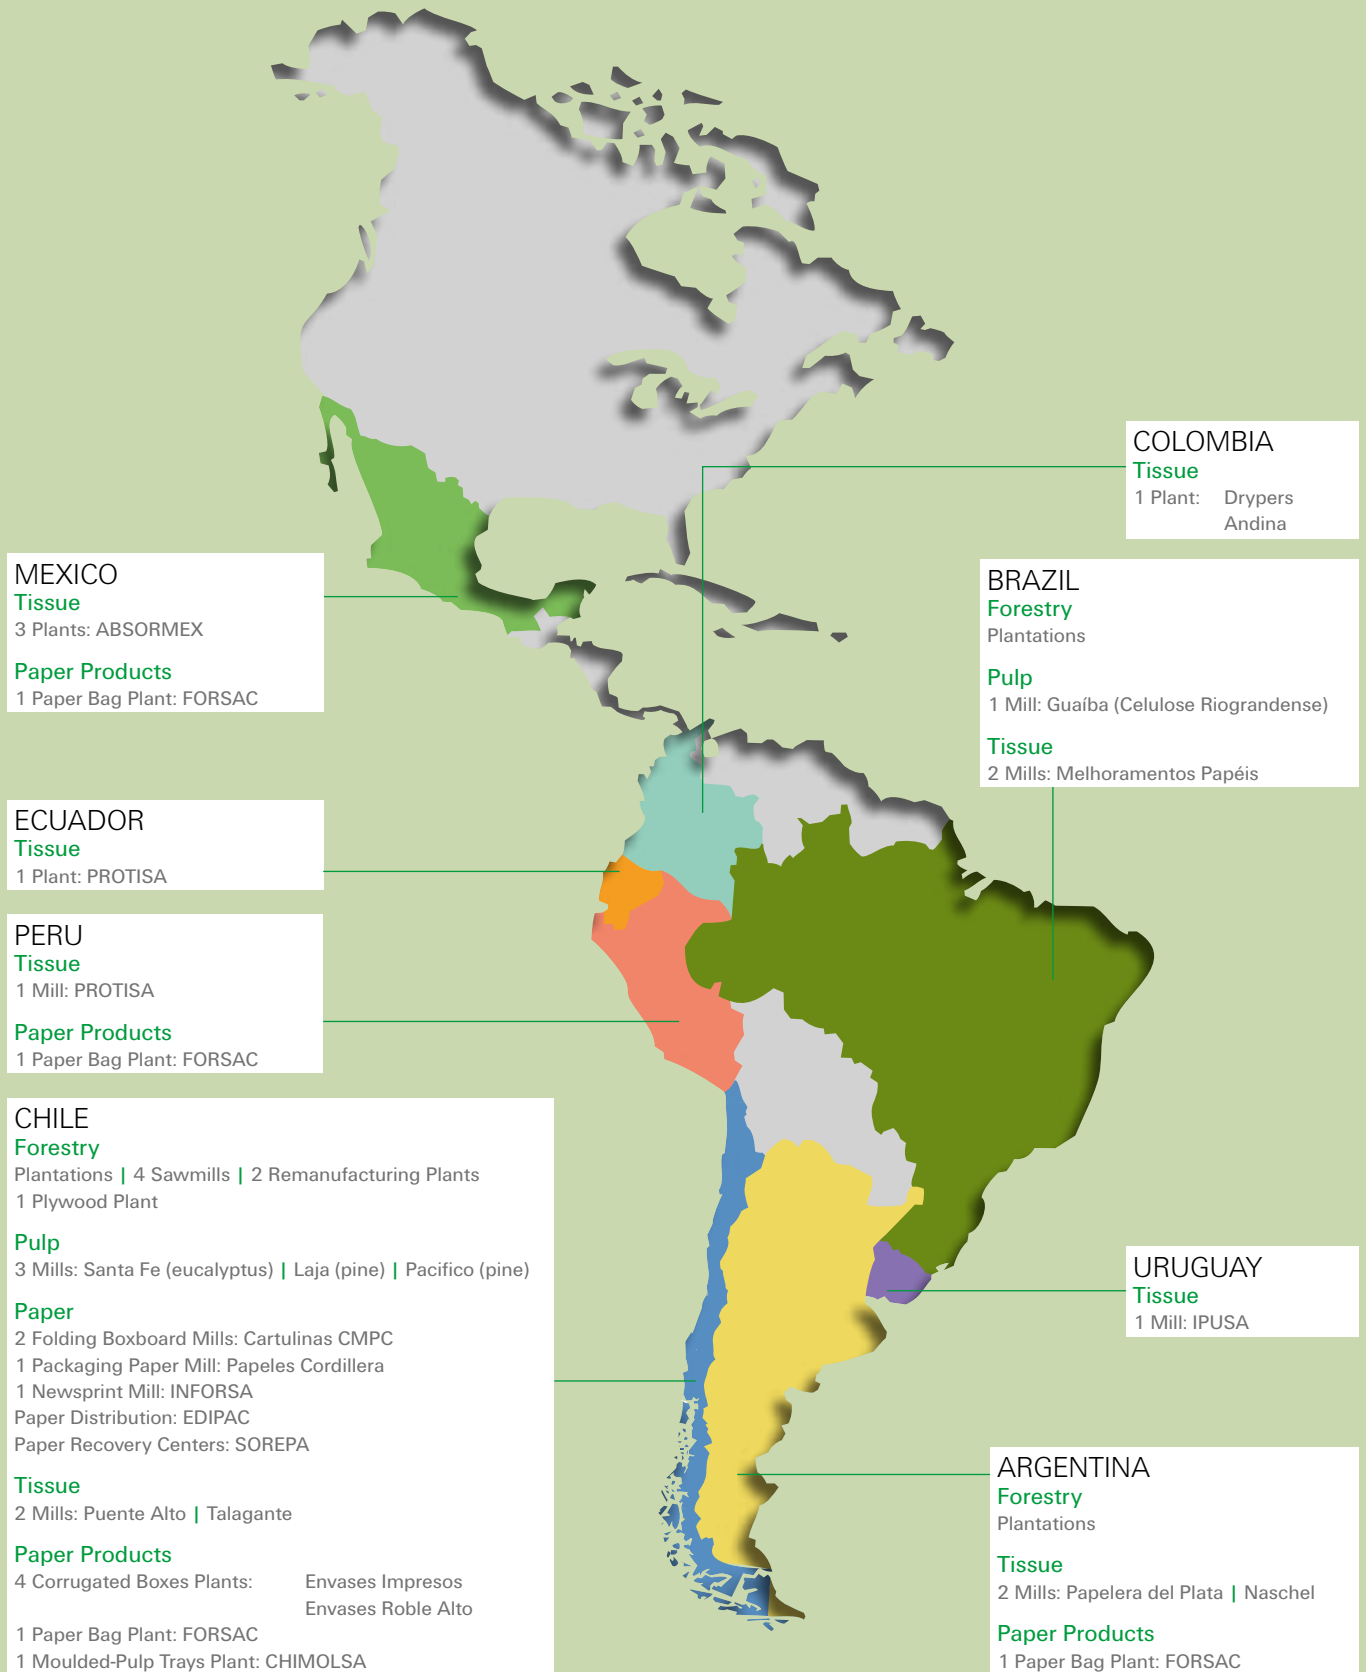 COLOMBIA
Tissue
1 Plant: Drypers
Andina
MEXICO
Tissue
3 Plants: ABSORMEX
Paper Products
1 Paper Bag Plant: FORSAC
BRAZIL
Forestry
Plantations
Pulp
1 Mill: Guaíba (Celulose Riograndense)
Tissue
2 Mills: Melhoramentos Papéis
ECUADOR
Tissue
1 Plant: PROTISA
PERU
Tissue
1 Mill: PROTISA
Paper Products
1 Paper Bag Plant: FORSAC
CHILE
Forestry
Plantations | 4 Sawmills | 2 Remanufacturing Plants
1 Plywood Plant
Pulp
3 Mills: Santa Fe (eucalyptus) | Laja (pine) | Pacifico (pine)
Paper
2 Folding Boxboard Mills: Cartulinas CMPC
1 Packaging Paper Mill: Papeles Cordillera
1 Newsprint Mill: INFORSA
Paper Distribution: EDIPAC
Paper Recovery Centers: SOREPA
Tissue
2 Mills: Puente Alto | Talagante
Paper Products
4 Corrugated Boxes Plants: Envases Impresos
Envases Roble Alto
1 Paper Bag Plant: FORSAC
1 Moulded-Pulp Trays Plant: CHIMOLSA
URUGUAY
Tissue
1 Mill: IPUSA
ARGENTINA
Forestry
Plantations
Tissue
2 Mills: Papelera del Plata | Naschel
Paper Products
1 Paper Bag Plant: FORSAC